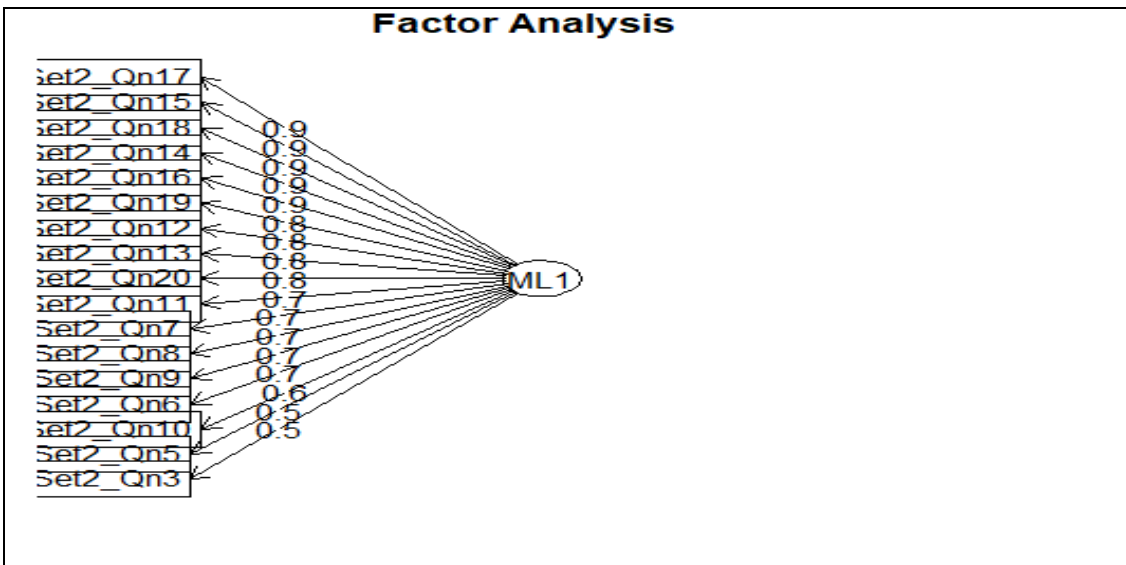 Factor Analysis
Set2_Qn17
Set2_Qn15
Set2_Qn18
Set2_Qn14
Set2_Qn16
Set2_Qn19
Set2_Qn12
Set2_Qn13
Set2_Qn20
Set2_Qn11
Set2_Qn7
Set2_Qn8
Set2_Qn9
Set2_Qn6
Set2_Qn10
Set2_Qn5
Set2_Qn3
0.9
0.9
0.9
0.9
0.9
0.8
0.8
0.8
0.8
0.7
0.7
0.7
0.7
0.7
0.6
0.5
0.5
ML1